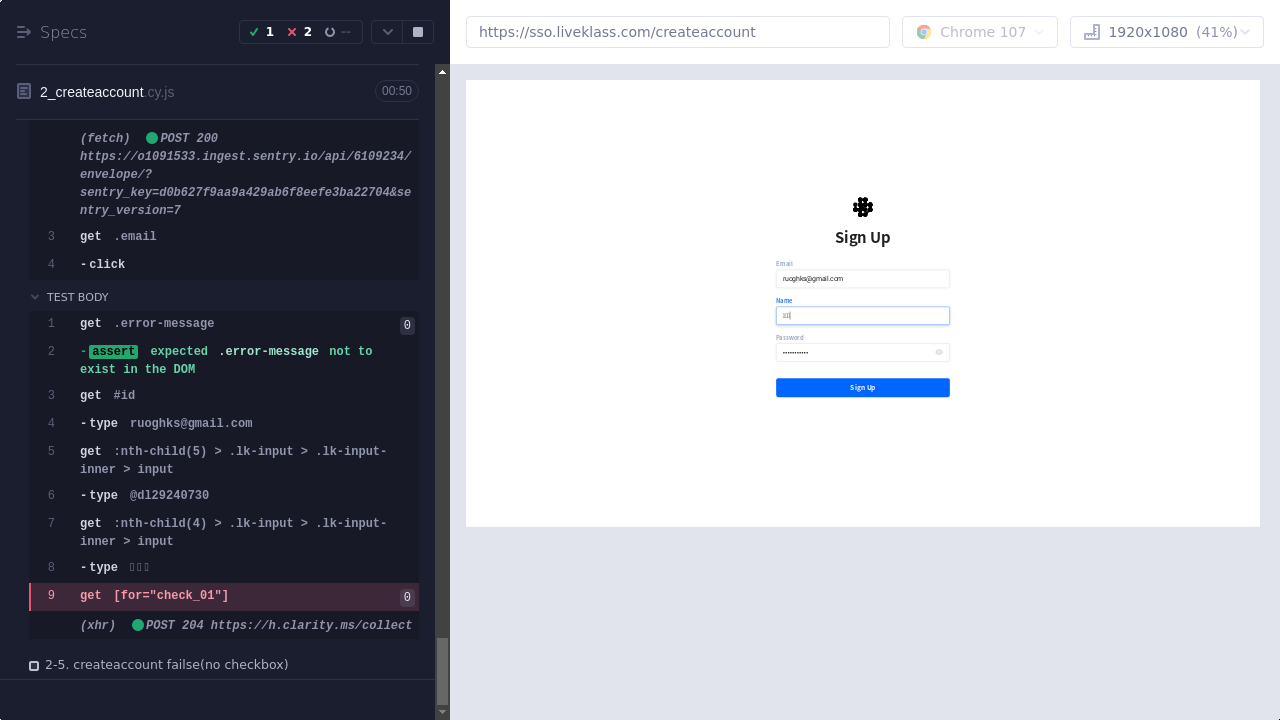 Specs
1
2
--
https://sso.liveklass.com/createaccount
Chrome 107
1920x1080 (41%)
2_createaccount.cy.js
00:50
(fetch) POST 200
https://o1091533.ingest.sentry.io/api/6109234/
envelope/?
sentry_key=d0b627f9aa9a429ab6f8eefe3ba22704&se
ntry_version=7
3 get .email
4 -click
TEST BODY
1 get .error-message 0
2 -assert expected .error-message not to
exist in the DOM
3 get #id
4 -type ruoghks@gmail.com
5 get :nth-child(5) > .lk-input > .lk-input-
inner > input
6 -type @dl29240730
7 get :nth-child(4) > .lk-input > .lk-input-
inner > input
8 -type
9 get [for="check_01"] 0
(xhr) POST 204 https://h.clarity.ms/collect
2-5. createaccount failse(no checkbox)
Sign Up
Email
ruoghks@gmail.com
Name
Password
Sign Up